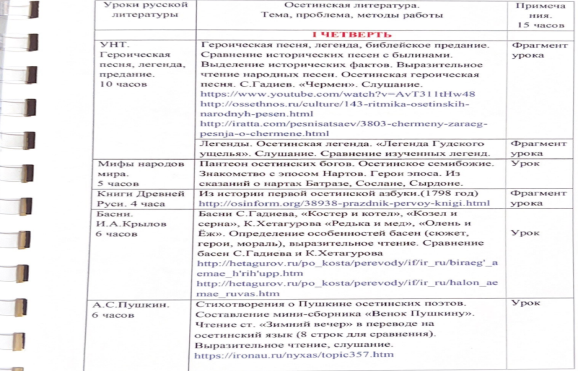 Уроки русской литературы
Осетинская литература.
Тема, проблема, методы работы
Примеча
ния.
15 часов
I ЧЕТВЕРТЬ
УНТ.
Героическая
песня, легенда,
предание.
10 часов
Героическая песня, легенда, библейское предание.
Сравнение исторических песен с былинами.
Выделение исторических фактов. Выразительное
чтение народных песен. Осетинская героическая
песня. С.Гадиев. «Чермен». Слушание.
https://www.youtube.com/watch?v=AvT311tHw48
http://ossethnos.ru/culture/143-ritmika-osetinskih-
narodnyh-pesen.html
http://iratta.com/pesnisatsaev/3803-chermeny-zaraeg-
pesnja-o-chermene.html
Фрагмент
урока
Легенды. Осетинская легенда. «Легенда Гудского
ущелья». Слушание. Сравнение изученных легенд.
Фрагмент
урока
Мифы народов
мира.
5 часов
Пантеон осетинских богов. Осетинское семибожие.
Знакомство с эпосом Нартов. Герои эпоса. Из
сказаний о нартах Батразе, Сослане, Сырдоне.
Урок
Книги Древней
Руси. 4 часа
Из истории первой осетинской азбуки.(1798 год)
http://osinform.org/38938-prazdnik-pervoy-knigi.html
Фрагмент
урока
Басни.
И.А.Крылов
6 часов
Басни С.Гадиева, «Костер и котел», «Козел и
серна», К.Хетагурова «Редька и мед», «Олень и
Ёж». Определение особенностей басен (сюжет,
герои, мораль), выразительное чтение. Сравнение
басен С.Гадиева и К.Хетагурова
http://hetagurov.ru/po_kosta/perevody/if/ir_ru/biraeg'_a
emae_h'rih'upp.htm
http://hetagurov.ru/po_kosta/perevody/if/ir_ru/halon_ae
mae_ruvas.htm
Урок
А.С.Пушкин.
6 часов
Стихотворения о Пушкине осетинских поэтов.
Составление мини-сборника «Венок Пушкину».
Чтение ст. «Зимний вечер» в переводе на
осетинский язык (8 строк для сравнения).
Выразительное чтение, слушание.
https://ironau.ru/nyxas/topic357.htm
Урок